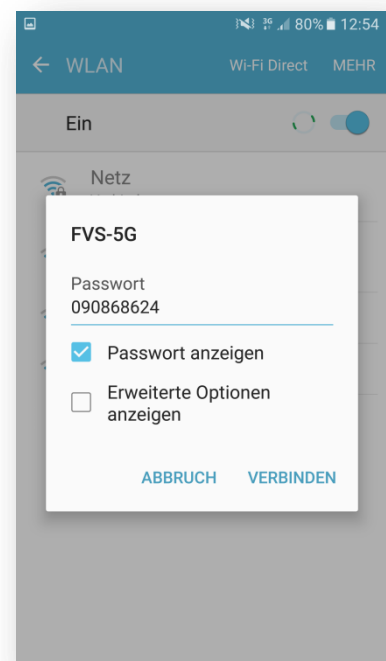 3G 80% 12:54
WLAN Wi-Fi Direct MEHR
Ein
Netz
FVS-5G
Passwort
090868624
Passwort anzeigen
Erweiterte Optionen
anzeigen
ABBRUCH VERBINDEN